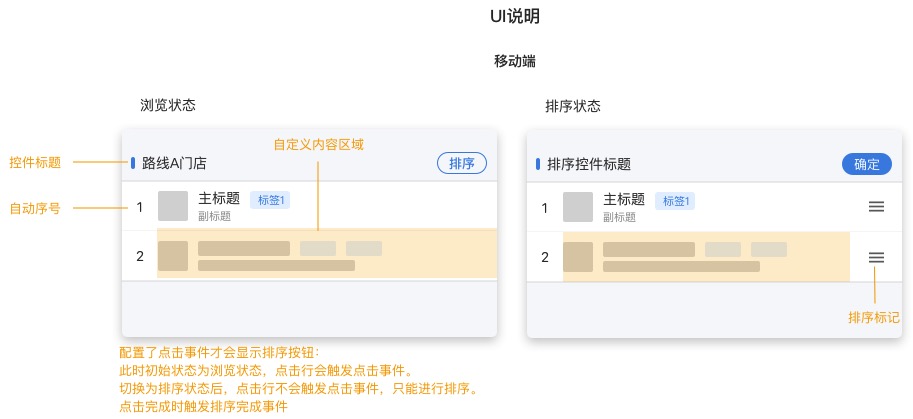 UI说明
移动端
浏览状态
排序状态
自定义内容区域
控件标题
路线A门店
排序
排序控件标题
确定
自动序号
1
主标题
标签1
副标题
1
主标题
标签1
副标题
2
2
排序标记
配置了点击事件才会显示排序按钮：
此时初始状态为浏览状态，点击行会触发点击事件。
切换为排序状态后，点击行不会触发点击事件，只能进行排序。
点击完成时触发排序完成事件